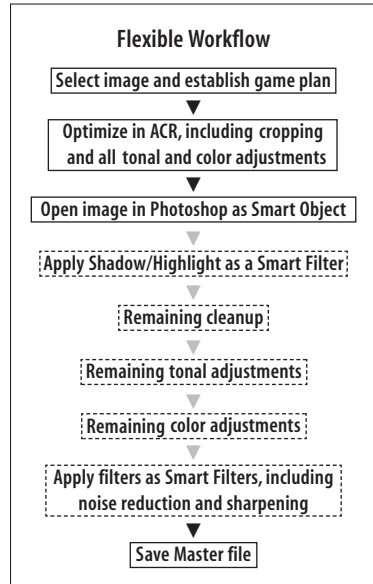 Flexible Workflow
Select image and establish game plan
Optimize in ACR, including cropping
and all tonal and color adjustments
Open image in Photoshop as Smart Object
Apply Shadow/Highlight as a Smart Filter
Remaining cleanup
Remaining tonal adjustments
Remaining color adjustments
Apply filters as Smart Filters, including
noise reduction and sharpening
Save Master file